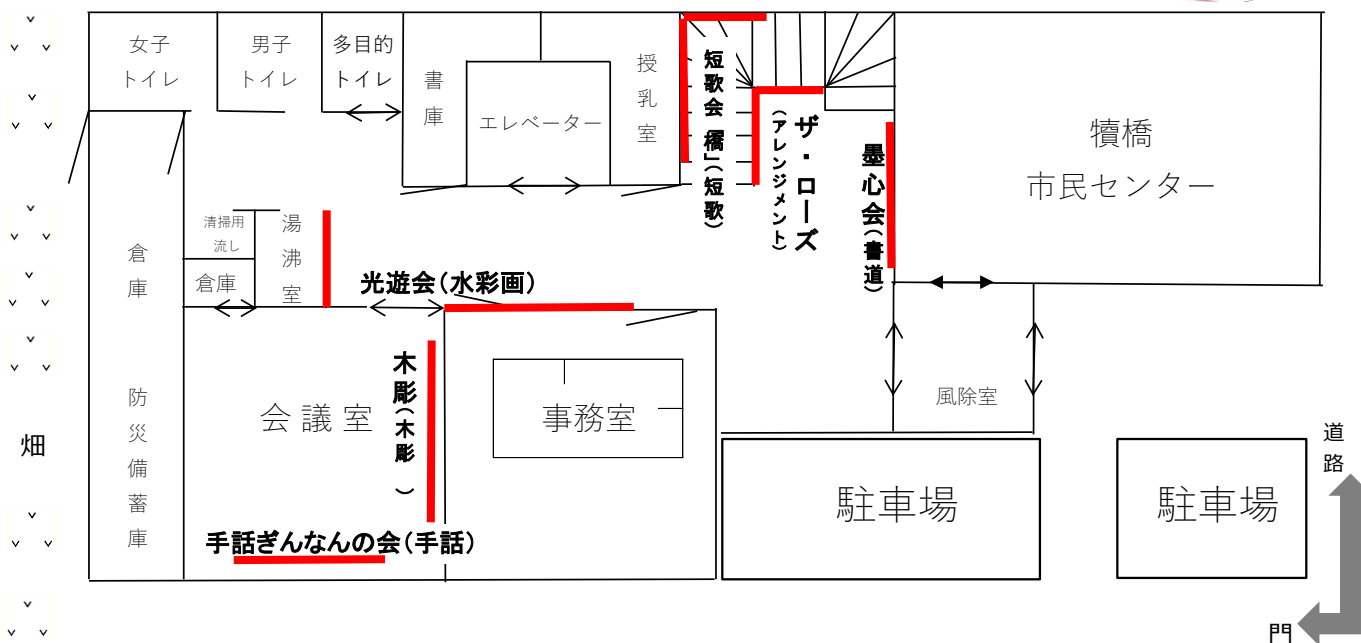 女子
トイレ
男子
トイレ
多目的
トイレ
書庫
エレベーター
授乳室
短歌会「橘」(短歌)
ザ・ローズ
(アレンジメント)
墨心会(書道)
犢橋
市民センター
倉庫
清掃用
流し
倉庫
湯沸室
光遊会(水彩画)
木彫(木彫)
会議室
事務室
風除室
防災備蓄庫
畑
手話ぎんなんの会(手話)
駐車場
駐車場
道路
門